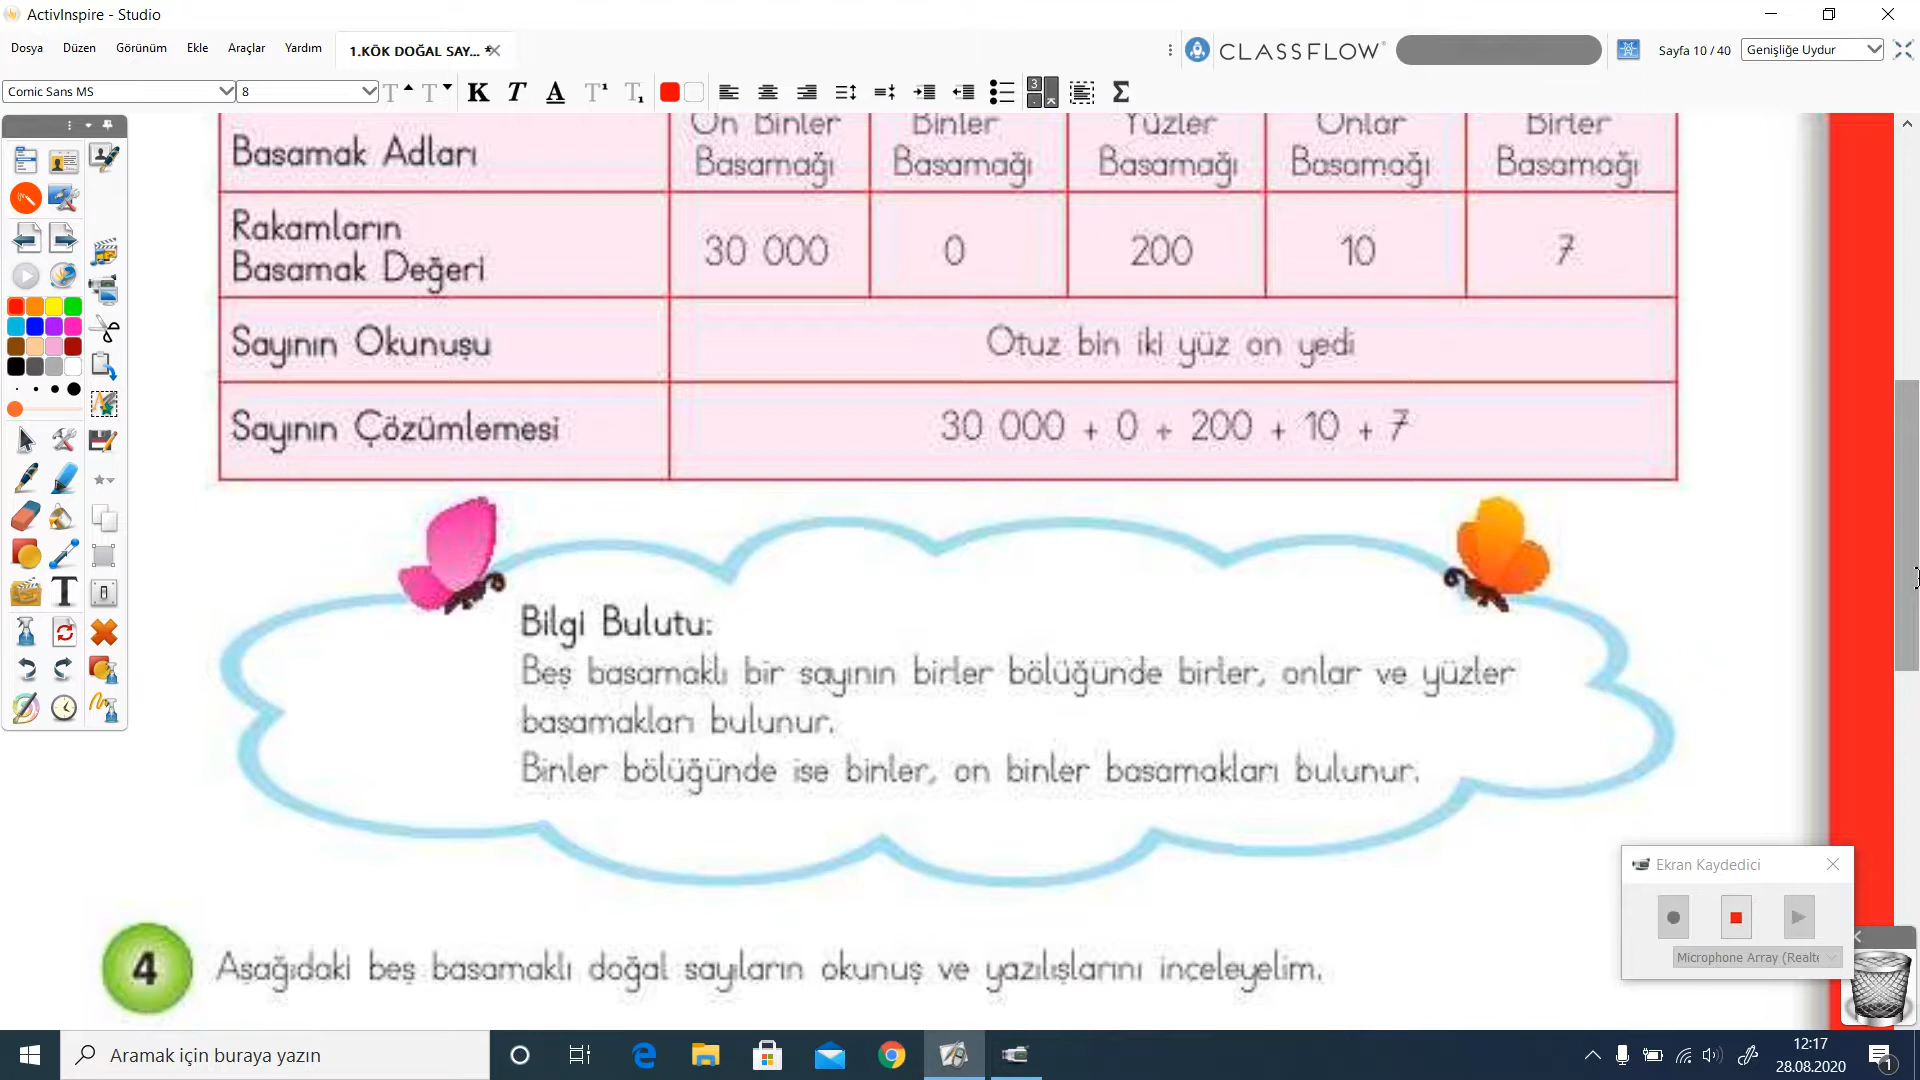 ActivInspire - Studio
Dosya Düzen Görünüm Ekle Araçlar Yardım 1.KÖK DOĞAL SAY... * CLASSFLOW Sayfa 10 / 40 Genişliğe Uydur
Comic Sans MS 8 K T A
Basamak Adları
On Binler Basamağı
Binler Basamağı
Yüzler Basamağı
Onlar Basamağı
Birler Basamağı
Rakamların
Basamak Değeri
30 000 0 200 10 7
Sayının Okunuşu Otuz bin iki yüz on yedi
Sayının Çözümlemesi 30 000 + 0 + 200 + 10 + 7
Bilgi Bulutu:
Beş basamaklı bir sayının birler bölüğünde birler, onlar ve yüzler
basamakları bulunur.
Binler bölüğünde ise binler, on binler basamakları bulunur.
4 Aşağıdaki beş basamaklı doğal sayıların okunuş ve yazılışlarını inceleyelim.
Ekran Kaydedici
Microphone Array (Realte
Aramak için buraya yazın
12:17
28.08.2020
1